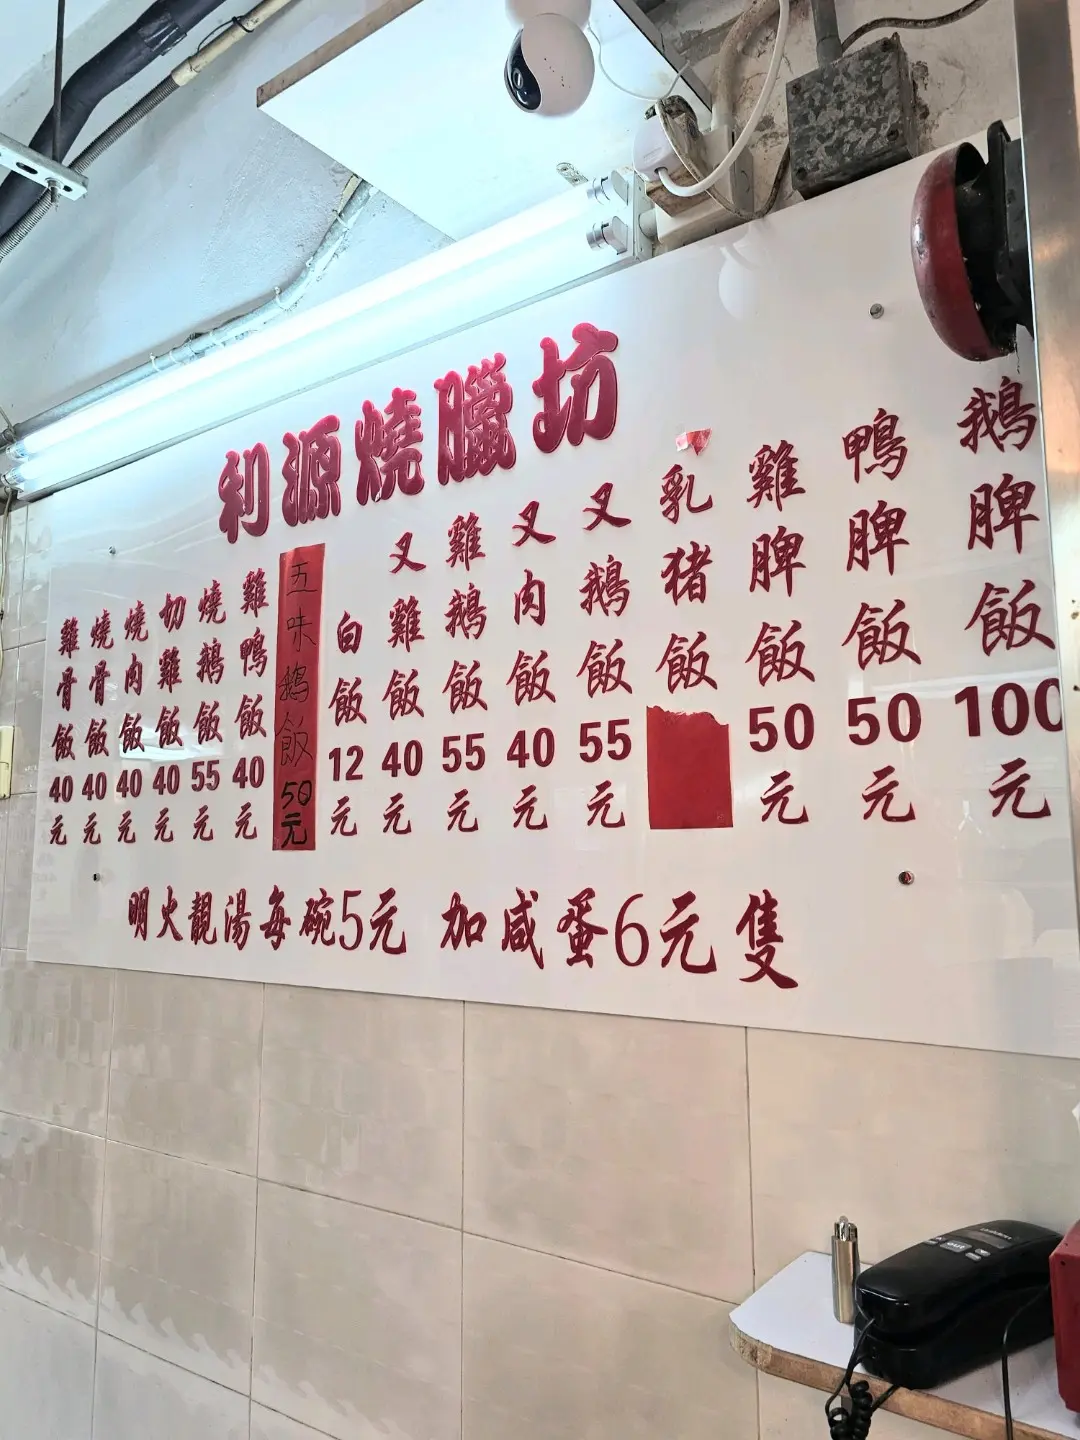 利源燒臘坊
鵝脾飯100元
鴨脾飯50元
雞脾飯50元
乳猪飯
叉鵝飯55元
叉肉飯40元
雞鵝飯55元
叉雞飯40元
白飯12元
五味鵝飯50元
雞鴨飯40元
燒鵝飯55元
切雞飯40元
燒肉飯40元
燒骨飯40元
雞骨飯40元
明火靚湯每碗5元 加咸蛋6元隻